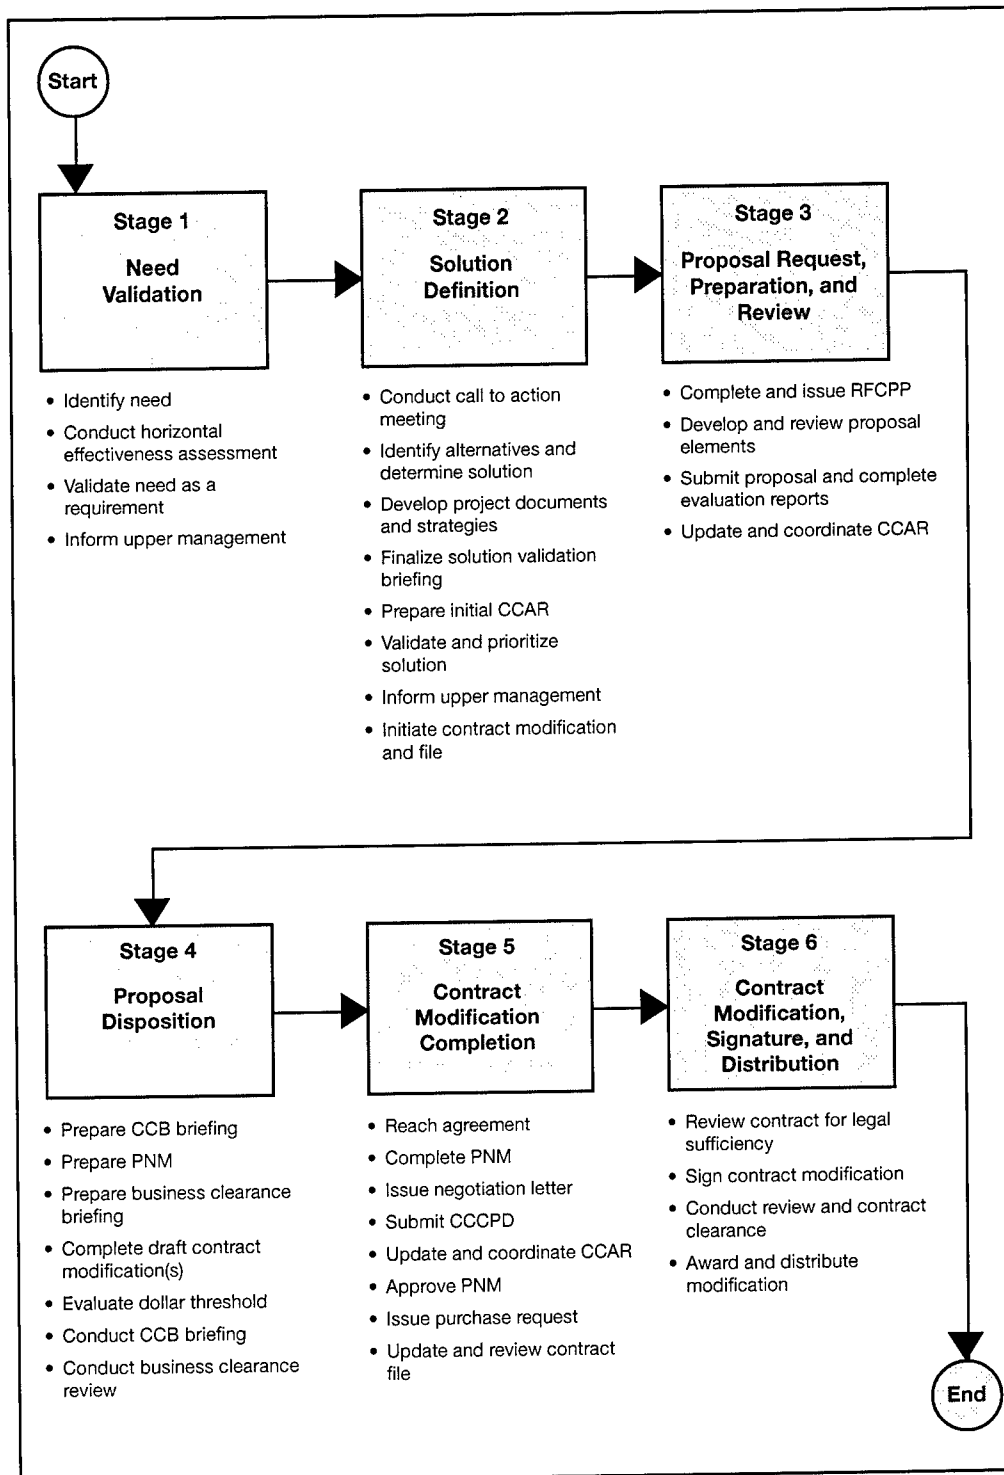 Start
Stage 1
Need
Validation
• Identify need
• Conduct horizontal
effectiveness assessment
• Validate need as a
requirement
• Inform upper management
Stage 2
Solution
Definition
• Conduct call to action
meeting
• Identify alternatives and
determine solution
• Develop project documents
and strategies
• Finalize solution validation
briefing
• Prepare initial CCAR
• Validate and prioritize
solution
• Inform upper management
• Initiate contract modification
and file
Stage 3
Proposal Request,
Preparation, and
Review
• Complete and issue RFCPP
• Develop and review proposal
elements
• Submit proposal and complete
evaluation reports
• Update and coordinate CCAR
Stage 4
Proposal
Disposition
• Prepare CCB briefing
• Prepare PNM
• Prepare business clearance
briefing
• Complete draft contract
modification(s)
• Evaluate dollar threshold
• Conduct CCB briefing
• Conduct business clearance
review
Stage 5
Contract
Modification
Completion
• Reach agreement
• Complete PNM
• Issue negotiation letter
• Submit CCCPD
• Update and coordinate CCAR
• Approve PNM
• Issue purchase request
• Update and review contract
file
Stage 6
Contract
Modification,
Signature, and
Distribution
• Review contract for legal
sufficiency
• Sign contract modification
• Conduct review and contract
clearance
• Award and distribute
modification
End